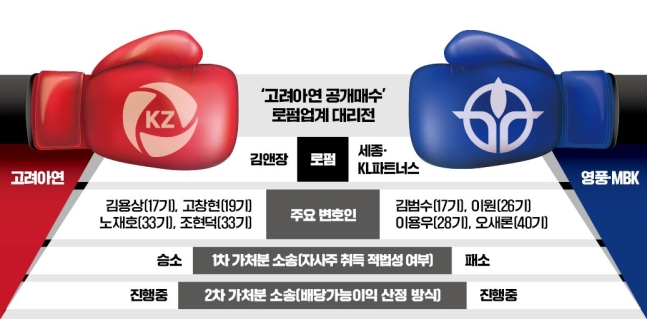 '고려아연 공개매수'
로펌업계 대리전
KZ
고려아연
영풍·MBK
김앤장
로펌
세종·
KL파트너스
김용상(17기), 고창현(19기)
노재호(33기), 조현덕(33기)
주요 변호인
김범수(17기), 이원(26기)
이용우(28기), 오새론(40기)
승소
1차 가처분 소송(자사주 취득 적법성 여부)
패소
진행중
2차 가처분 소송(배당가능이익 산정 방식)
진행중